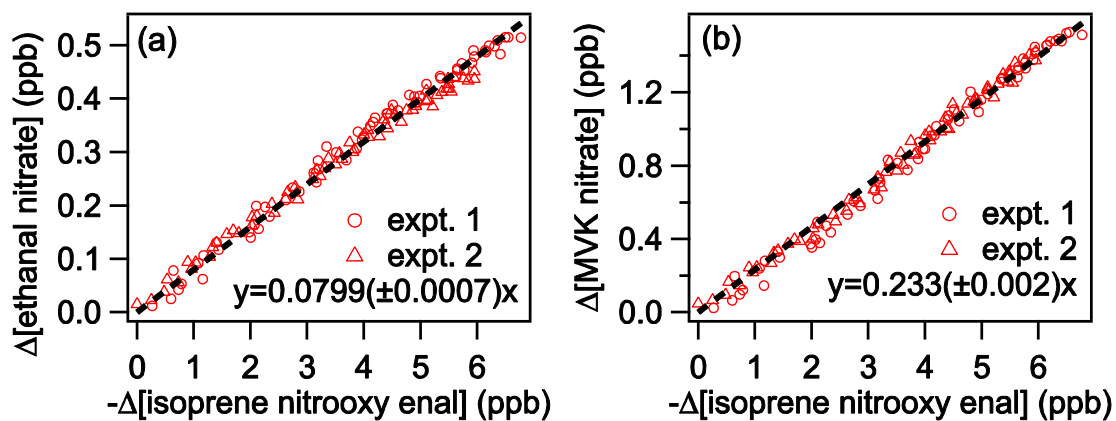 (a)
Δ[ethanal nitrate] (ppb)
0.5
0.4
0.3
0.2
0.1
0.0
expt. 1
expt. 2
y=0.0799(±0.0007)x
0 1 2 3 4 5 6
-Δ[isoprene nitrooxy enal] (ppb)
(b)
Δ[MVK nitrate] (ppb)
1.2
0.8
0.4
0.0
expt. 1
expt. 2
y=0.233(±0.002)x
0 1 2 3 4 5 6
-Δ[isoprene nitrooxy enal] (ppb)